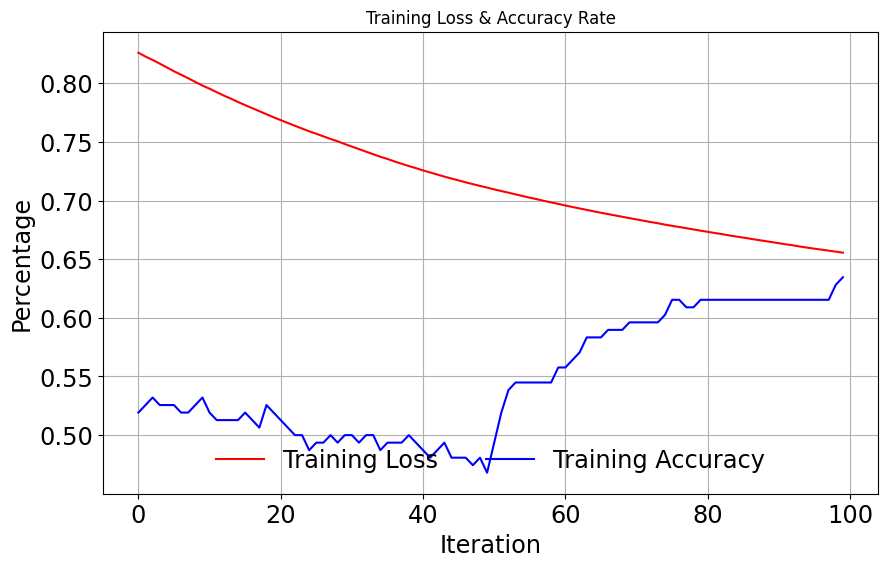 Training Loss & Accuracy Rate
0.80
0.75
0.70
0.65
0.60
0.55
0.50
Percentage
Training Loss Training Accuracy
0 20 40 60 80 100
Iteration